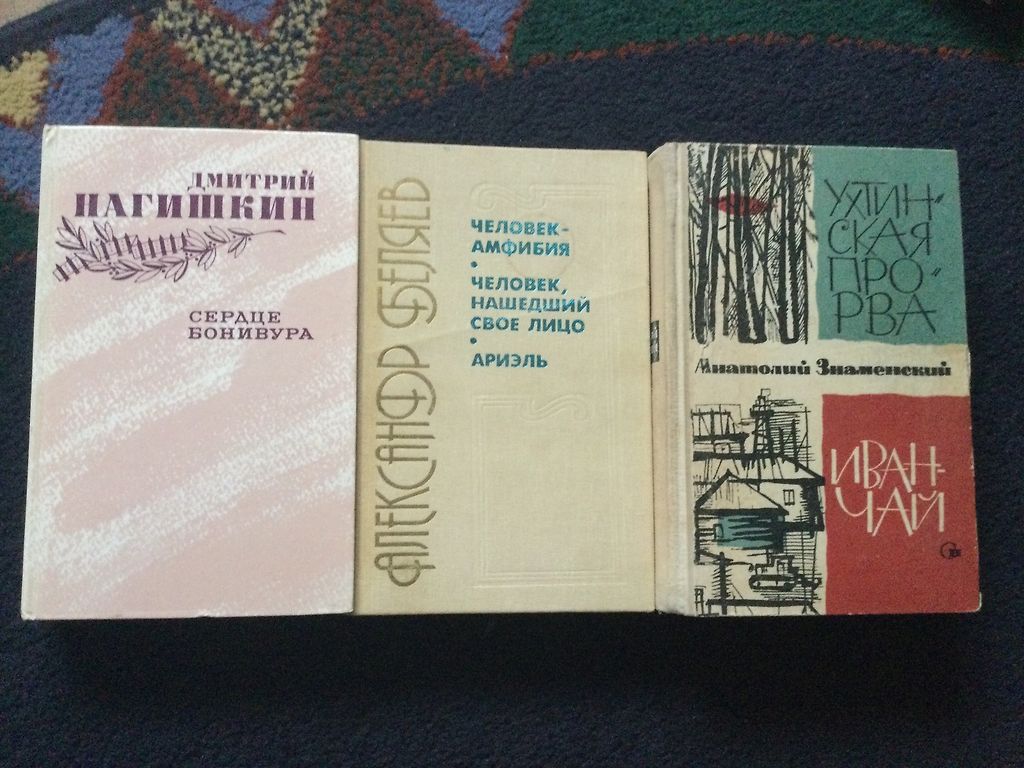 ДМИТРИЙ
НАГИШКИН
СЕРДЦЕ
БОНИВУРА
АЛЕКСАНДР БЕЛЯЕВ
ЧЕЛОВЕК-
АМФИБИЯ
•
ЧЕЛОВЕК,
НАШЕДШИЙ
СВОЕ ЛИЦО
•
АРИЭЛЬ
УХТИН-
СКАЯ
ПРО-
РВА
Анатолий Знаменский
ИВАН-
ЧАЙ